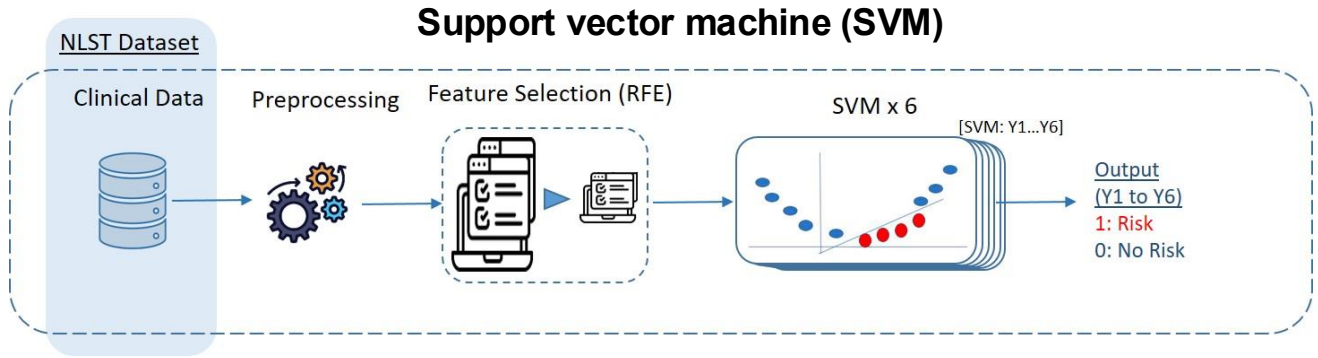 Support vector machine (SVM)
NLST Dataset
Clinical Data
Preprocessing
Feature Selection (RFE)
SVM x 6
[SVM: Y1...Y6]
Output
(Y1 to Y6)
1: Risk
0: No Risk